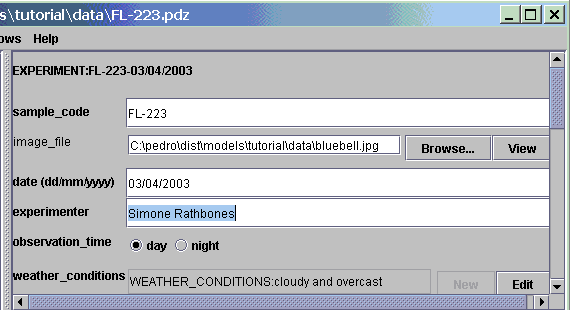 s\tutorial\data\FL-223.pdz
ows Help
EXPERIMENT:FL-223-03/04/2003
sample_code FL-223
image_file C:\pedro\dist\models\tutorial\data\bluebell.jpg Browse... View
date (dd/mm/yyyy) 03/04/2003
experimenter Simone Rathbones
observation_time day night
weather_conditions WEATHER_CONDITIONS:cloudy and overcast New Edit